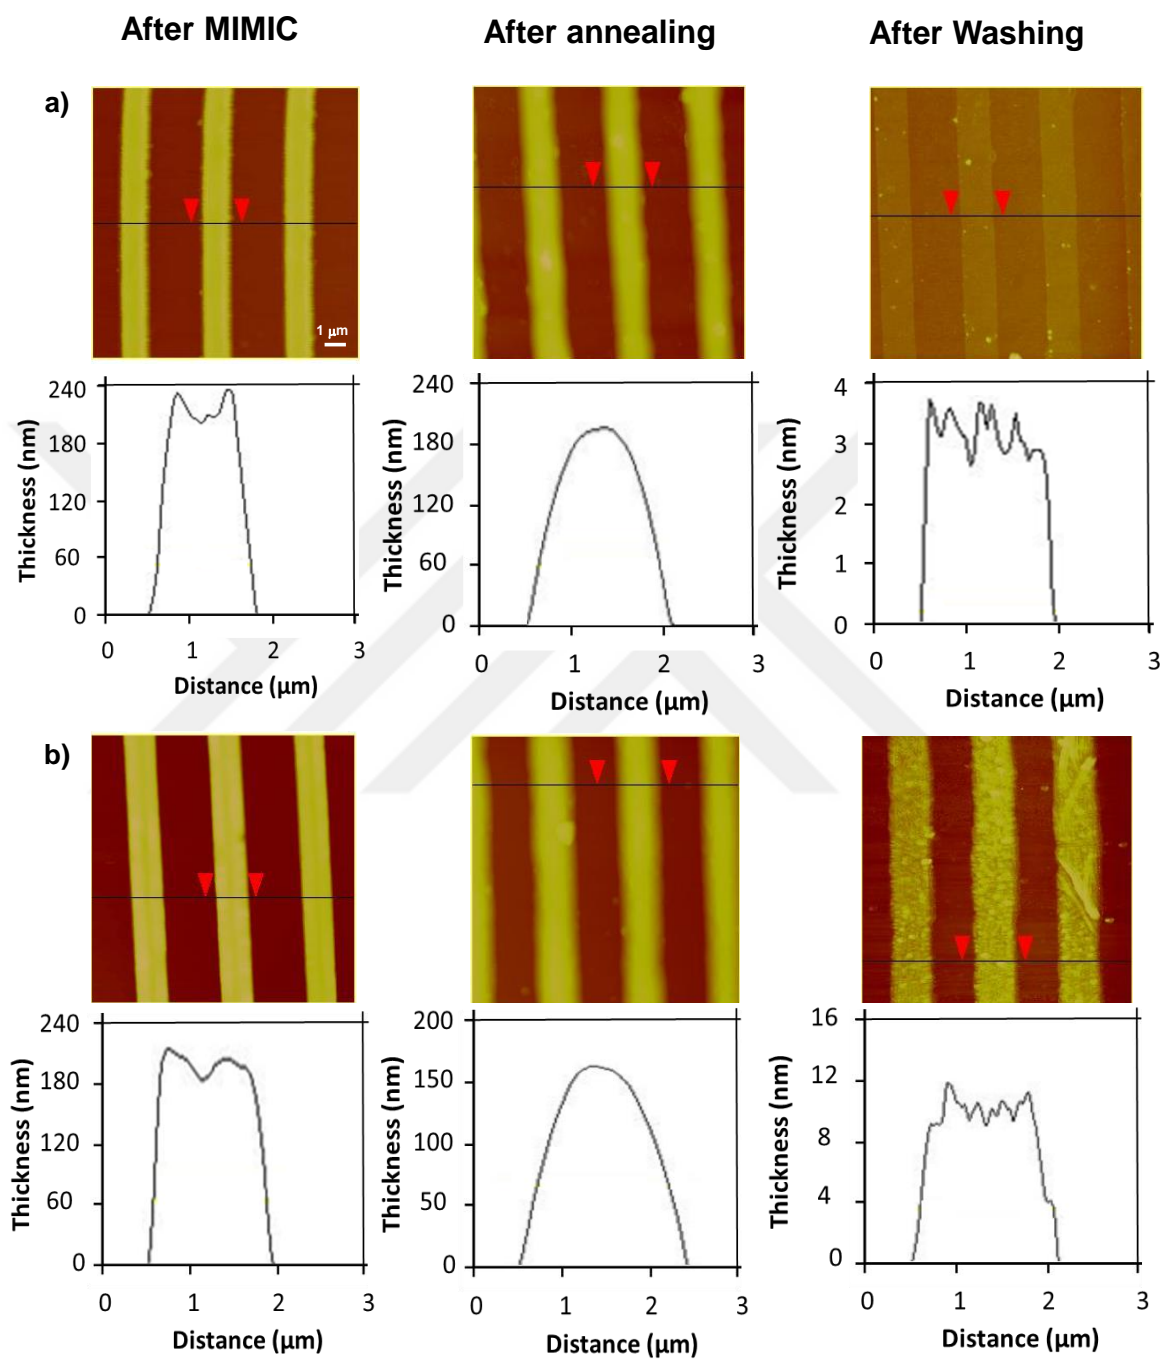 After MIMIC
After annealing
After Washing
a)
1 μm
240
180
120
60
0
Thickness (nm)
0 1 2 3
Distance (μm)
240
180
120
60
0
Thickness (nm)
0 1 2 3
Distance (μm)
4
3
2
1
0
Thickness (nm)
0 1 2 3
Distance (μm)
b)
240
180
120
60
0
Thickness (nm)
0 1 2 3
Distance (μm)
200
150
100
50
0
Thickness (nm)
0 1 2 3
Distance (μm)
16
12
8
4
0
Thickness (nm)
0 1 2 3
Distance (μm)